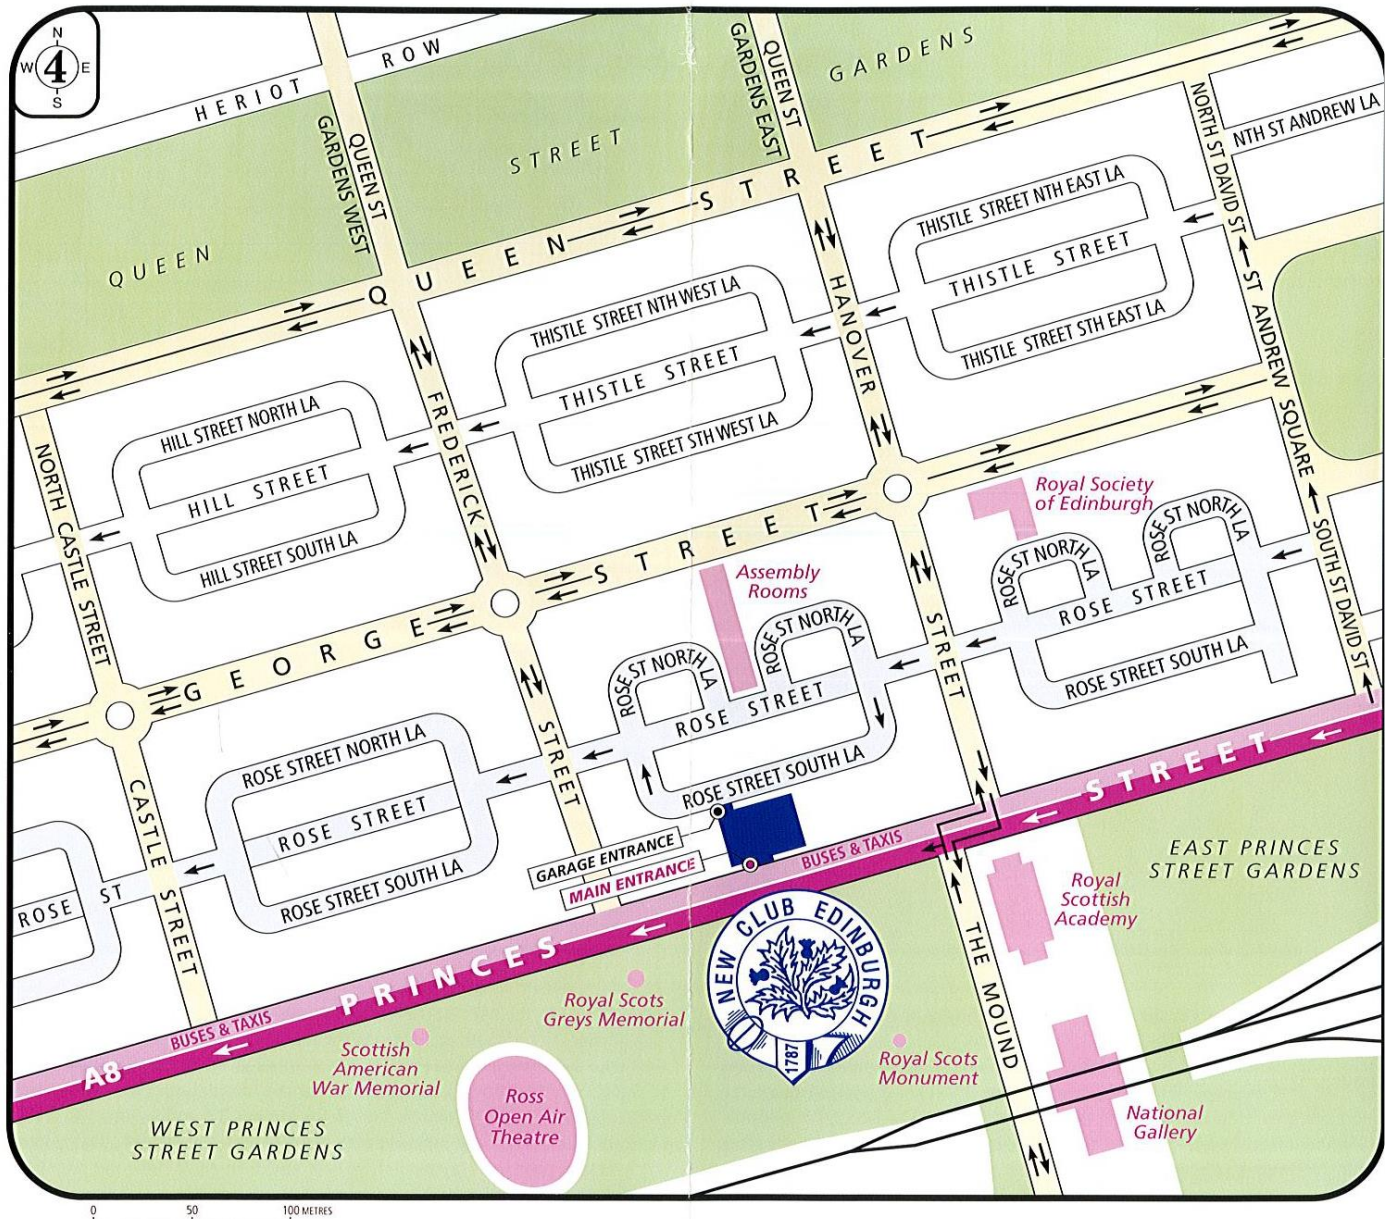 N
W 4 E
S
HERIOT ROW
QUEEN ST
GARDENS WEST
QUEEN ST
GARDENS EAST
QUEEN STREET GARDENS
NORTH ST DAVID ST
NTH ST ANDREW LA
QUEEN STREET
THISTLE STREET NTH EAST LA
THISTLE STREET
THISTLE STREET STH EAST LA
THISTLE STREET NTH WEST LA
THISTLE STREET
THISTLE STREET STH WEST LA
HILL STREET NORTH LA
HILL STREET
HILL STREET SOUTH LA
NORTH CASTLE STREET
FREDERICK STREET
HANOVER STREET
ST ANDREW SQUARE
SOUTH ST DAVID ST
GEORGE STREET
Royal Society
of Edinburgh
Assembly
Rooms
ROSE ST NORTH LA
ROSE ST NORTH LA
ROSE STREET
ROSE STREET SOUTH LA
ROSE ST NORTH LA
ROSE ST NORTH LA
ROSE STREET
ROSE STREET SOUTH LA
ROSE STREET NORTH LA
ROSE STREET
ROSE STREET SOUTH LA
CASTLE STREET
ROSE ST
GARAGE ENTRANCE
MAIN ENTRANCE
BUSES & TAXIS
PRINCES STREET
BUSES & TAXIS
A8
EAST PRINCES
STREET GARDENS
Royal
Scottish
Academy
THE MOUND
NEW CLUB EDINBURGH
1787
Royal Scots
Greys Memorial
Scottish
American
War Memorial
Ross
Open Air
Theatre
Royal Scots
Monument
National
Gallery
WEST PRINCES
STREET GARDENS
0 50 100 METRES